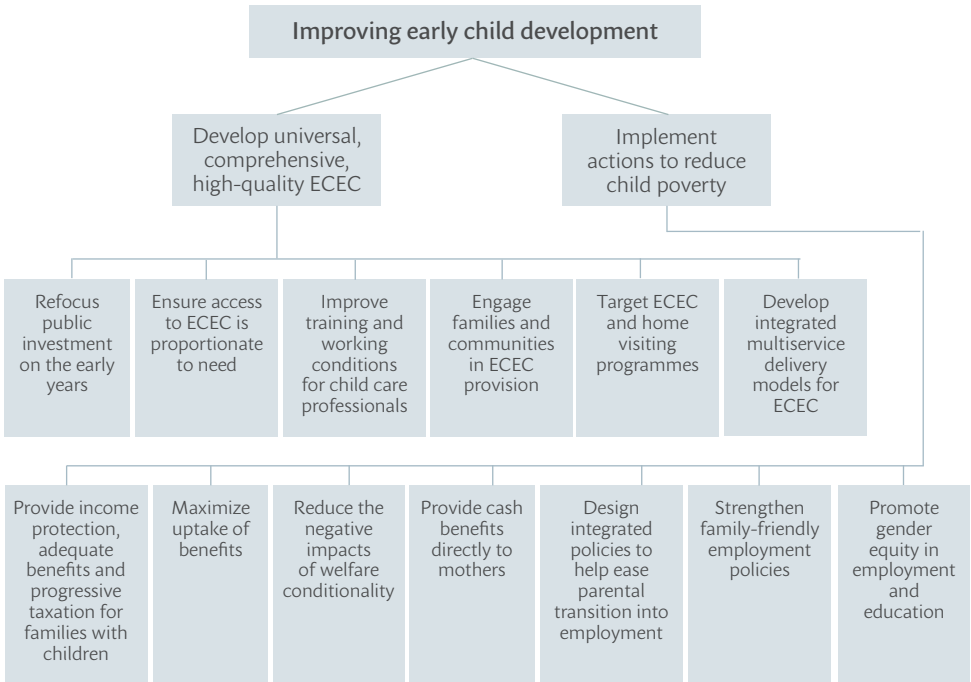 Improving early child development
Develop universal,
comprehensive,
high-quality ECEC
Implement
actions to reduce
child poverty
Refocus
public
investment
on the early
years
Ensure access
to ECEC is
proportionate
to need
Improve
training and
working
conditions
for child care
professionals
Engage
families and
communities
in ECEC
provision
Target ECEC
and home
visiting
programmes
Develop
integrated
multiservice
delivery
models for
ECEC
Provide income
protection,
adequate
benefits and
progressive
taxation for
families with
children
Maximize
uptake of
benefits
Reduce the
negative
impacts
of welfare
conditionality
Provide cash
benefits
directly to
mothers
Design
integrated
policies to
help ease
parental
transition into
employment
Strengthen
family-friendly
employment
policies
Promote
gender
equity in
employment
and
education